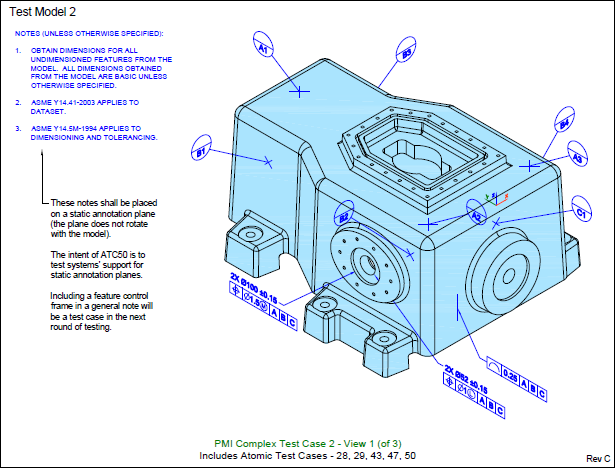 Test Model 2
NOTES (UNLESS OTHERWISE SPECIFIED):
1. OBTAIN DIMENSIONS FOR ALL
UNDIMENSIONED FEATURES FROM THE
MODEL. ALL DIMENSIONS OBTAINED
FROM THE MODEL ARE BASIC UNLESS
OTHERWISE SPECIFIED.
2. ASME Y14.41-2003 APPLIES TO
DATASET.
3. ASME Y14.5M-1994 APPLIES TO
DIMENSIONING AND TOLERANCING.
These notes shall be placed
on a static annotation plane
(the plane does not rotate
with the model).
The intent of ATC50 is to
test systems' support for
static annotation planes.
Including a feature control
frame in a general note will
be a test case in the next
round of testing.
A1
B3
B4
A3
B1
B2
A2
C1
2X Ø100 ±0.15
⌖ Ø1.5Ⓜ A B C
0.25 A B C
2X Ø52 ±0.15
A B C
PMI Complex Test Case 2 - View 1 (of 3)
Includes Atomic Test Cases - 28, 29, 43, 47, 50
Rev C